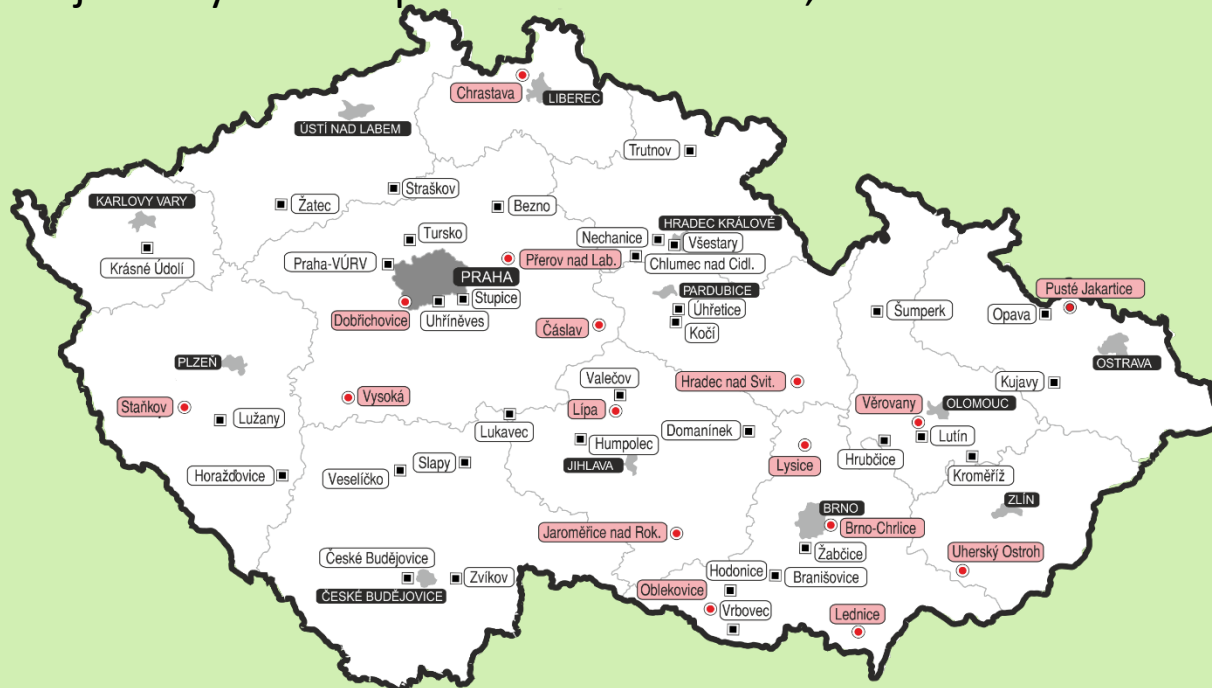 Chrastava
LIBEREC
ÚSTÍ NAD LABEM
Trutnov
Straškov
KARLOVY VARY
Žatec
Bezno
HRADEC KRÁLOVÉ
Tursko
Nechanice
Všestary
Krásné Údolí
Praha-VÚRV
Přerov nad Lab.
Chlumec nad Cidl.
PRAHA
PARDUBICE
Pusté Jakartice
Stupice
Úhřetice
Šumperk
Opava
Dobřichovice
Uhříněves
Čáslav
Kočí
PLZEŇ
OSTRAVA
Valečov
Hradec nad Svit.
Kujavy
Vysoká
Staňkov
Lípa
Věrovany
OLOMOUC
Lužany
Lukavec
Humpolec
Domanínek
Lutín
Hrubčice
Slapy
JIHLAVA
Lysice
Horažďovice
Veselíčko
Kroměříž
ZLÍN
BRNO
Jaroměřice nad Rok.
Brno-Chrlice
Žabčice
Uherský Ostroh
České Budějovice
Zvíkov
Hodonice
Branišovice
ČESKÉ BUDĚJOVICE
Oblekovice
Vrbovec
Lednice